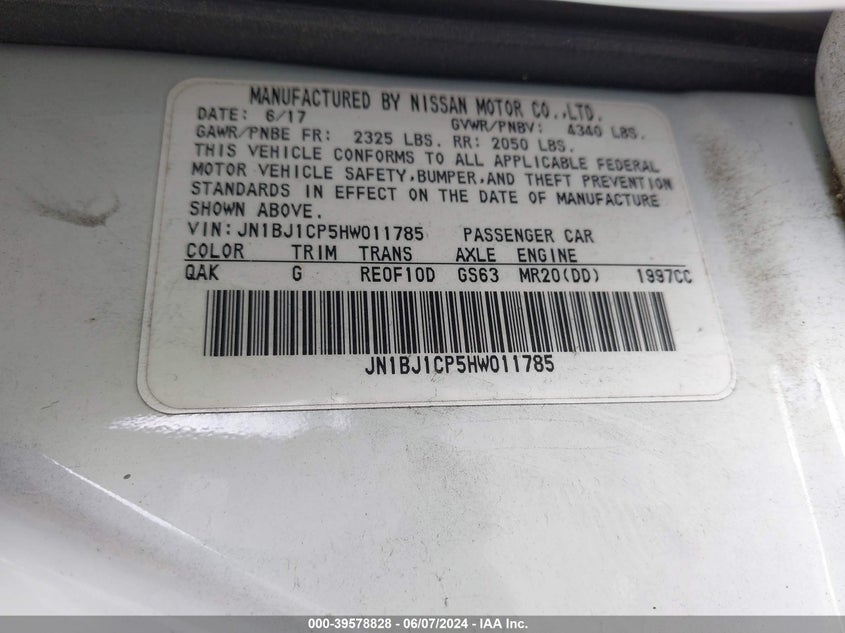 MANUFACTURED BY NISSAN MOTOR CO.,LTD.
DATE: 6/17 GVWR/PNBV: 4340 LBS.
GAWR/PNBE FR: 2325 LBS. RR: 2050 LBS.
THIS VEHICLE CONFORMS TO ALL APPLICABLE FEDERAL
MOTOR VEHICLE SAFETY,BUMPER,AND THEFT PREVENTION
STANDARDS IN EFFECT ON THE DATE OF MANUFACTURE
SHOWN ABOVE.
VIN: JN1BJ1CP5HW011785 PASSENGER CAR
COLOR TRIM TRANS AXLE ENGINE
QAK G RE0F10D GS63 MR20(DD) 1997CC
JN1BJ1CP5HW011785
000-39578828 - 06/07/2024 - IAA Inc.